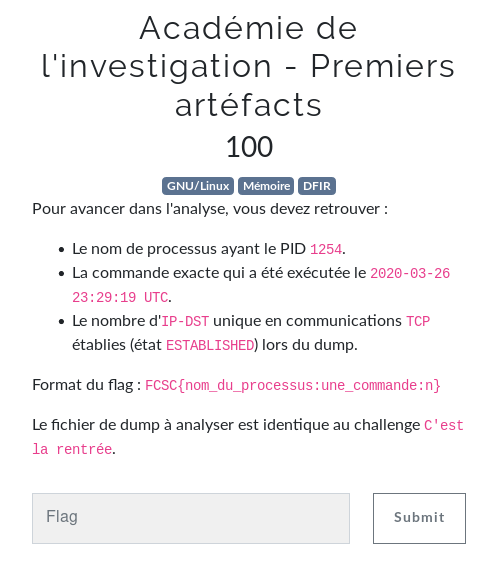 Académie de
l'investigation - Premiers
artéfacts
100
GNU/Linux Mémoire DFIR
Pour avancer dans l'analyse, vous devez retrouver :
• Le nom de processus ayant le PID 1254.
• La commande exacte qui a été exécutée le 2020-03-26
23:29:19 UTC.
• Le nombre d'IP-DST unique en communications TCP
établies (état ESTABLISHED) lors du dump.
Format du flag : FCSC{nom_du_processus:une_commande:n}
Le fichier de dump à analyser est identique au challenge C'est
la rentrée.
Flag
Submit